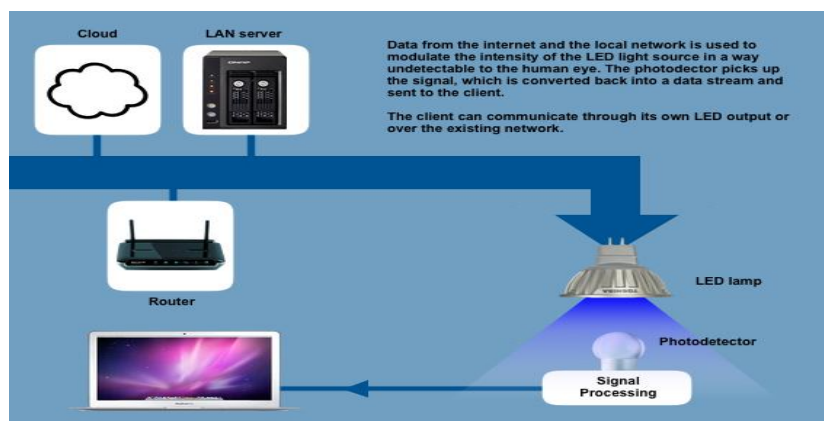 Cloud
LAN server
Data from the internet and the local network is used to
modulate the intensity of the LED light source in a way
undetectable to the human eye. The photodector picks up
the signal, which is converted back into a data stream and
sent to the client.
The client can communicate through its own LED output or
over the existing network.
Router
LED lamp
Photodetector
Signal
Processing